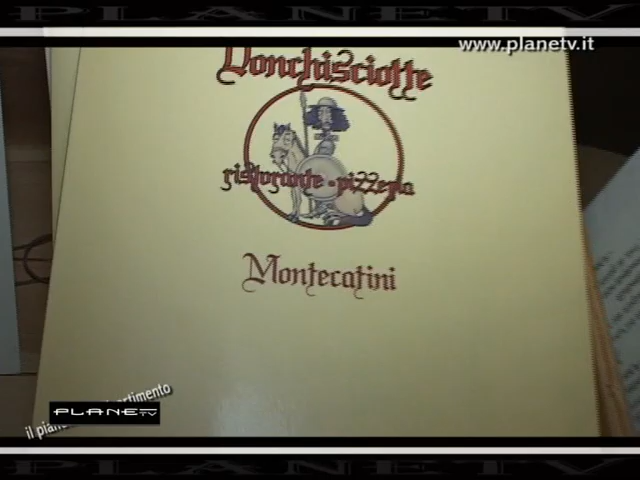 PLANETV
www.planetv.it
Donchisciotte
ristorante - pizzeria
Montecatini
PLANETV
PLANETV